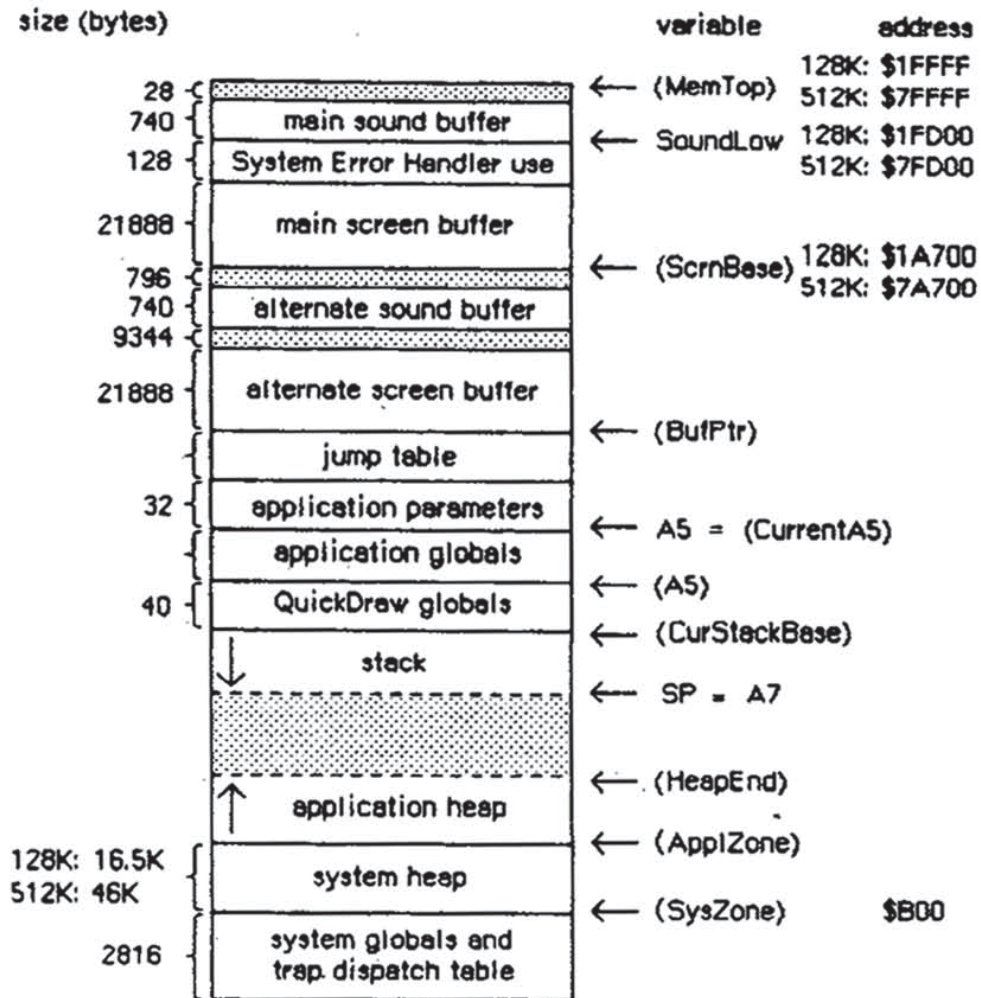 size (bytes)
variable address
28
(MemTop) 128K: $1FFFF
512K: $7FFFF
740 main sound buffer
SoundLow 128K: $1FD00
512K: $7FD00
128 System Error Handler use
21888 main screen buffer
(ScrnBase) 128K: $1A700
512K: $7A700
796
740 alternate sound buffer
9344
21888 alternate screen buffer
(BufPtr)
jump table
32 application parameters
A5 = (CurrentA5)
application globals
(A5)
40 QuickDraw globals
(CurStackBase)
stack
SP = A7
(HeapEnd)
application heap
(ApplZone)
128K: 16.5K
512K: 46K
system heap
(SysZone) $B00
2816
system globals and
trap dispatch table